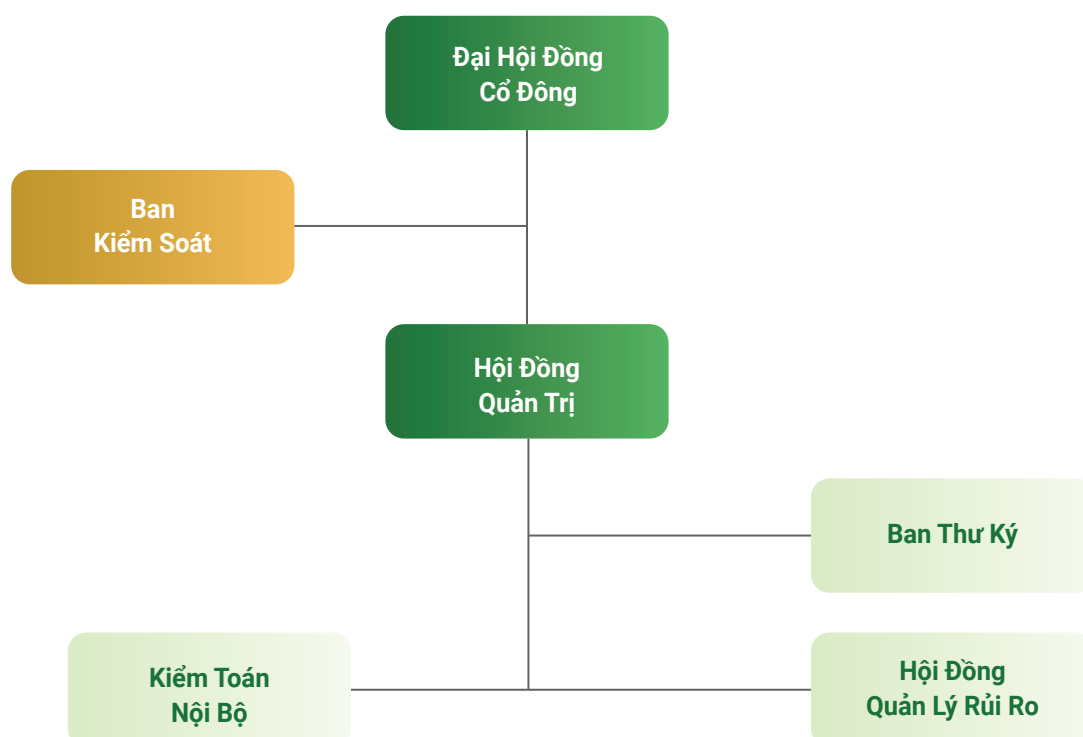 Đại Hội Đồng
Cổ Đông
Ban
Kiểm Soát
Hội Đồng
Quản Trị
Ban Thư Ký
Kiểm Toán
Nội Bộ
Hội Đồng
Quản Lý Rủi Ro